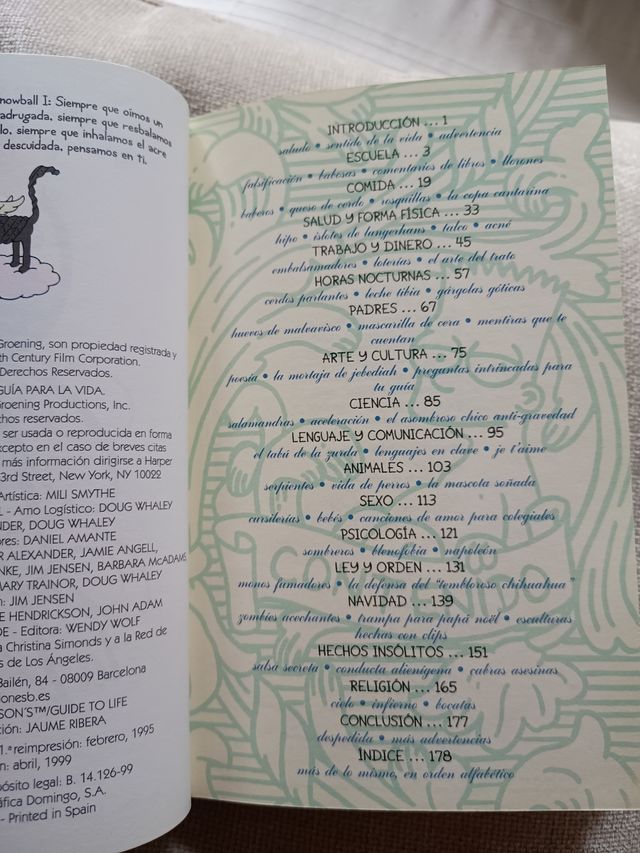 nowball I: Siempre que oimos un
adrugada, siempre que resbalamos
lo, siempre que inhalamos el acre
descuidada, pensamos en ti.
Groening, son propiedad registrada y
th Century Film Corporation.
Derechos Reservados.
GUÍA PARA LA VIDA.
Groening Productions, Inc.
chos reservados.
ser usada o reproducida en forma
excepto en el caso de breves citas
más información dirigirse a Harper
3rd Street, New York, NY 10022
Artística: MILI SMYTHE
L - Amo Logístico: DOUG WHALEY
NDER, DOUG WHALEY
ores: DANIEL AMANTE
R ALEXANDER, JAMIE ANGELL,
NKE, JIM JENSEN, BARBARA McADAMS
MARY TRAINOR, DOUG WHALEY
n: JIM JENSEN
E HENDRICKSON, JOHN ADAM
DE - Editora: WENDY WOLF
a Christina Simonds y a la Red de
s de Los Ángeles.
Bailén, 84 - 08009 Barcelona
ionesb.es
SON'S™/GUIDE TO LIFE
ción: JAUME RIBERA
1.ª reimpresión: febrero, 1995
n: abril, 1999
pósito legal: B. 14.126-99
áfica Domingo, S.A.
- Printed in Spain
INTRODUCCIÓN ... 1
saludo • sentido de la vida • advertencia
ESCUELA ... 3
falsificación • babosas • comentarios de libros • llorones
COMIDA ... 19
baberos • queso de cerdo • rosquillas • la copa cantarina
SALUD Y FORMA FÍSICA ... 33
hipo • islotes de langerhans • talco • acné
TRABAJO Y DINERO ... 45
embalsamadores • loterías • el arte del trato
HORAS NOCTURNAS ... 57
cerdos parlantes • leche tibia • gárgolas góticas
PADRES ... 67
huevos de malvavisco • mascarilla de cera • mentiras que te
cuentan
ARTE Y CULTURA ... 75
poesía • la mortaja de jebediah • preguntas intrincadas para
tu guía
CIENCIA ... 85
salamandras • aceleración • el asombroso chico anti-gravedad
LENGUAJE Y COMUNICACIÓN ... 95
el tabú de la zurda • lenguajes en clave • je t'aime
ANIMALES ... 103
serpientes • vida de perros • la mascota soñada
SEXO ... 113
cursilerías • bebés • canciones de amor para colegiales
PSICOLOGÍA ... 121
sombreros • blenofobia • napoleón
LEY Y ORDEN ... 131
monos fumadores • la defensa del "tembloroso chihuahua"
NAVIDAD ... 139
zombies acechantes • trampa para papá noël • esculturas
hechas con clips
HECHOS INSÓLITOS ... 151
salsa secreta • conducta alienígena • cabras asesinas
RELIGIÓN ... 165
cielo • infierno • bocatas
CONCLUSIÓN ... 177
despedida • más advertencias
ÍNDICE ... 178
más de lo mismo, en orden alfabético